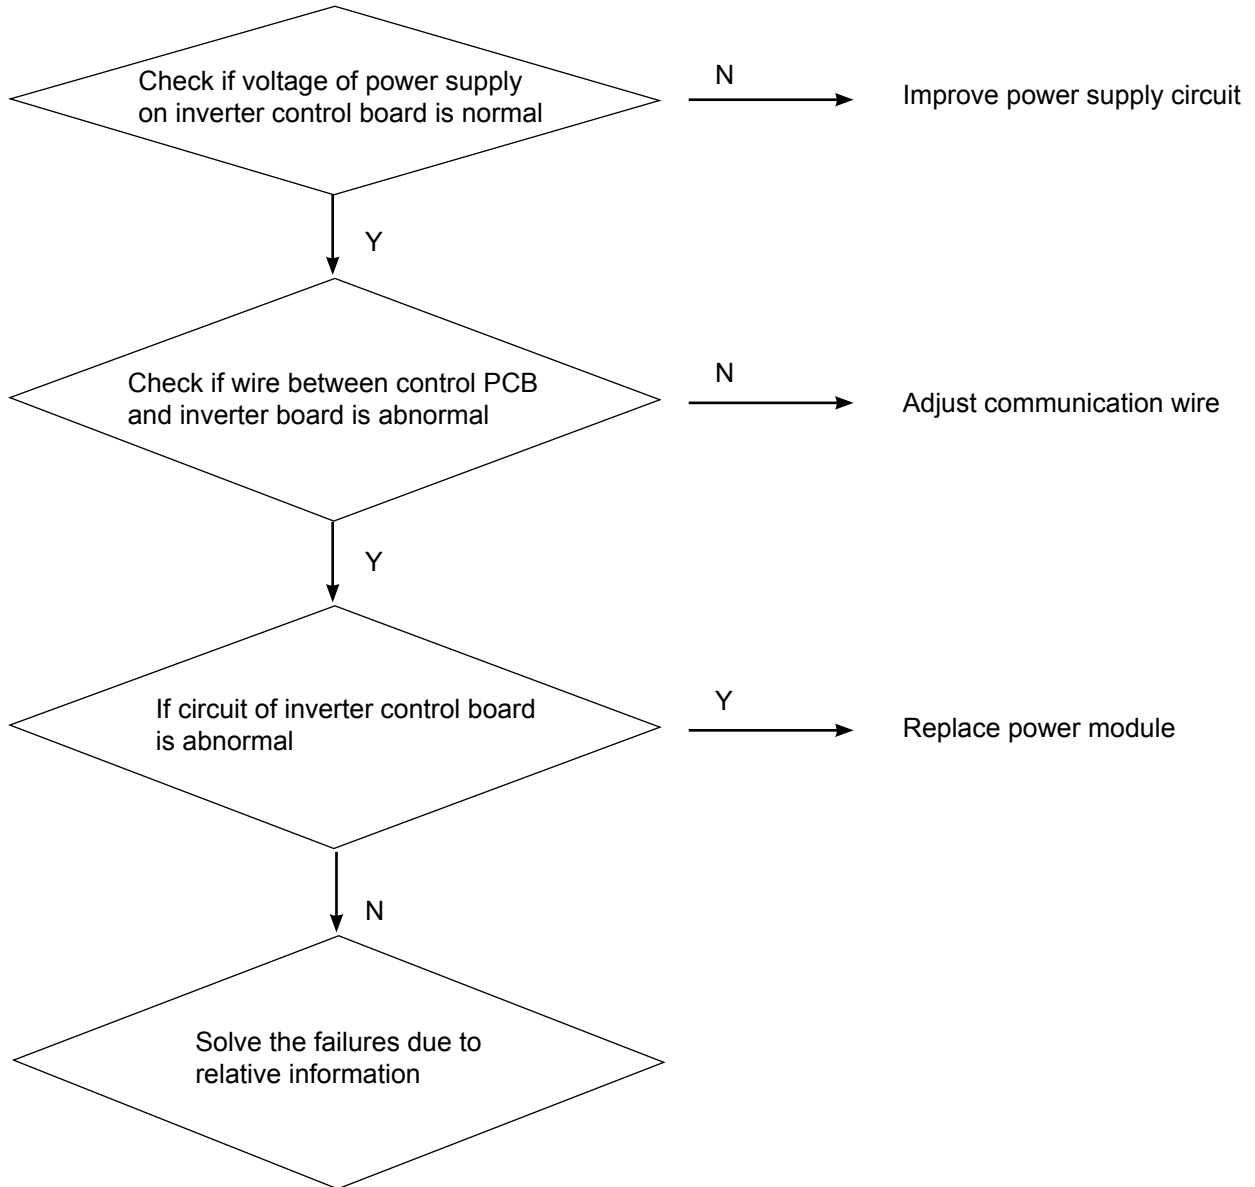 Check if voltage of power supply
on inverter control board is normal
N
Improve power supply circuit
Y
Check if wire between control PCB
and inverter board is abnormal
N
Adjust communication wire
Y
If circuit of inverter control board
is abnormal
Y
Replace power module
N
Solve the failures due to
relative information